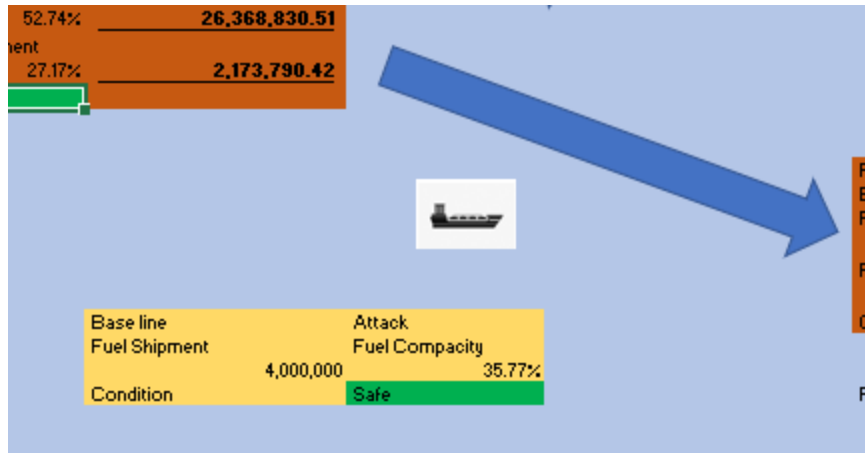 52.74% 26,368,830.51
ment
27.17% 2,173,790.42
Base line Attack
Fuel Shipment Fuel Compacity
4,000,000 35.77%
Condition Safe